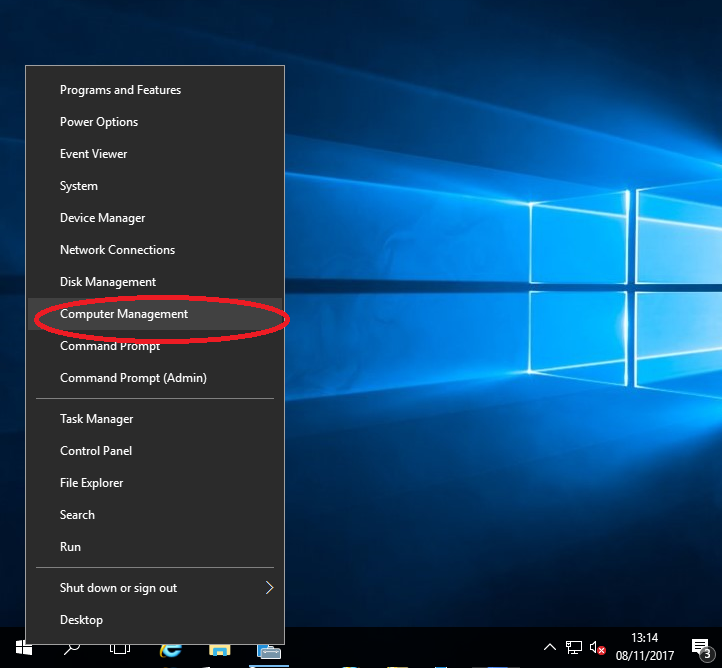 Programs and Features
Power Options
Event Viewer
System
Device Manager
Network Connections
Disk Management
Computer Management
Command Prompt
Command Prompt (Admin)
Task Manager
Control Panel
File Explorer
Search
Run
Shut down or sign out
Desktop
13:14
08/11/2017
3